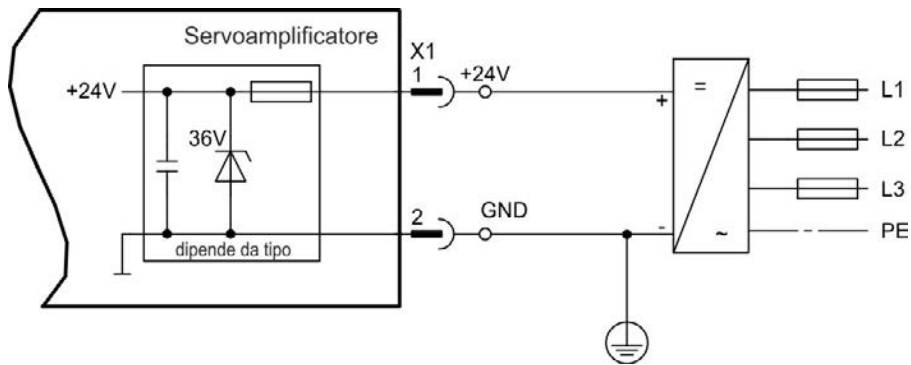 Servoamplificatore
X1
1
+24V
+24V
+
=
L1
L2
36V
L3
2
GND
-
~
PE
dipende da tipo